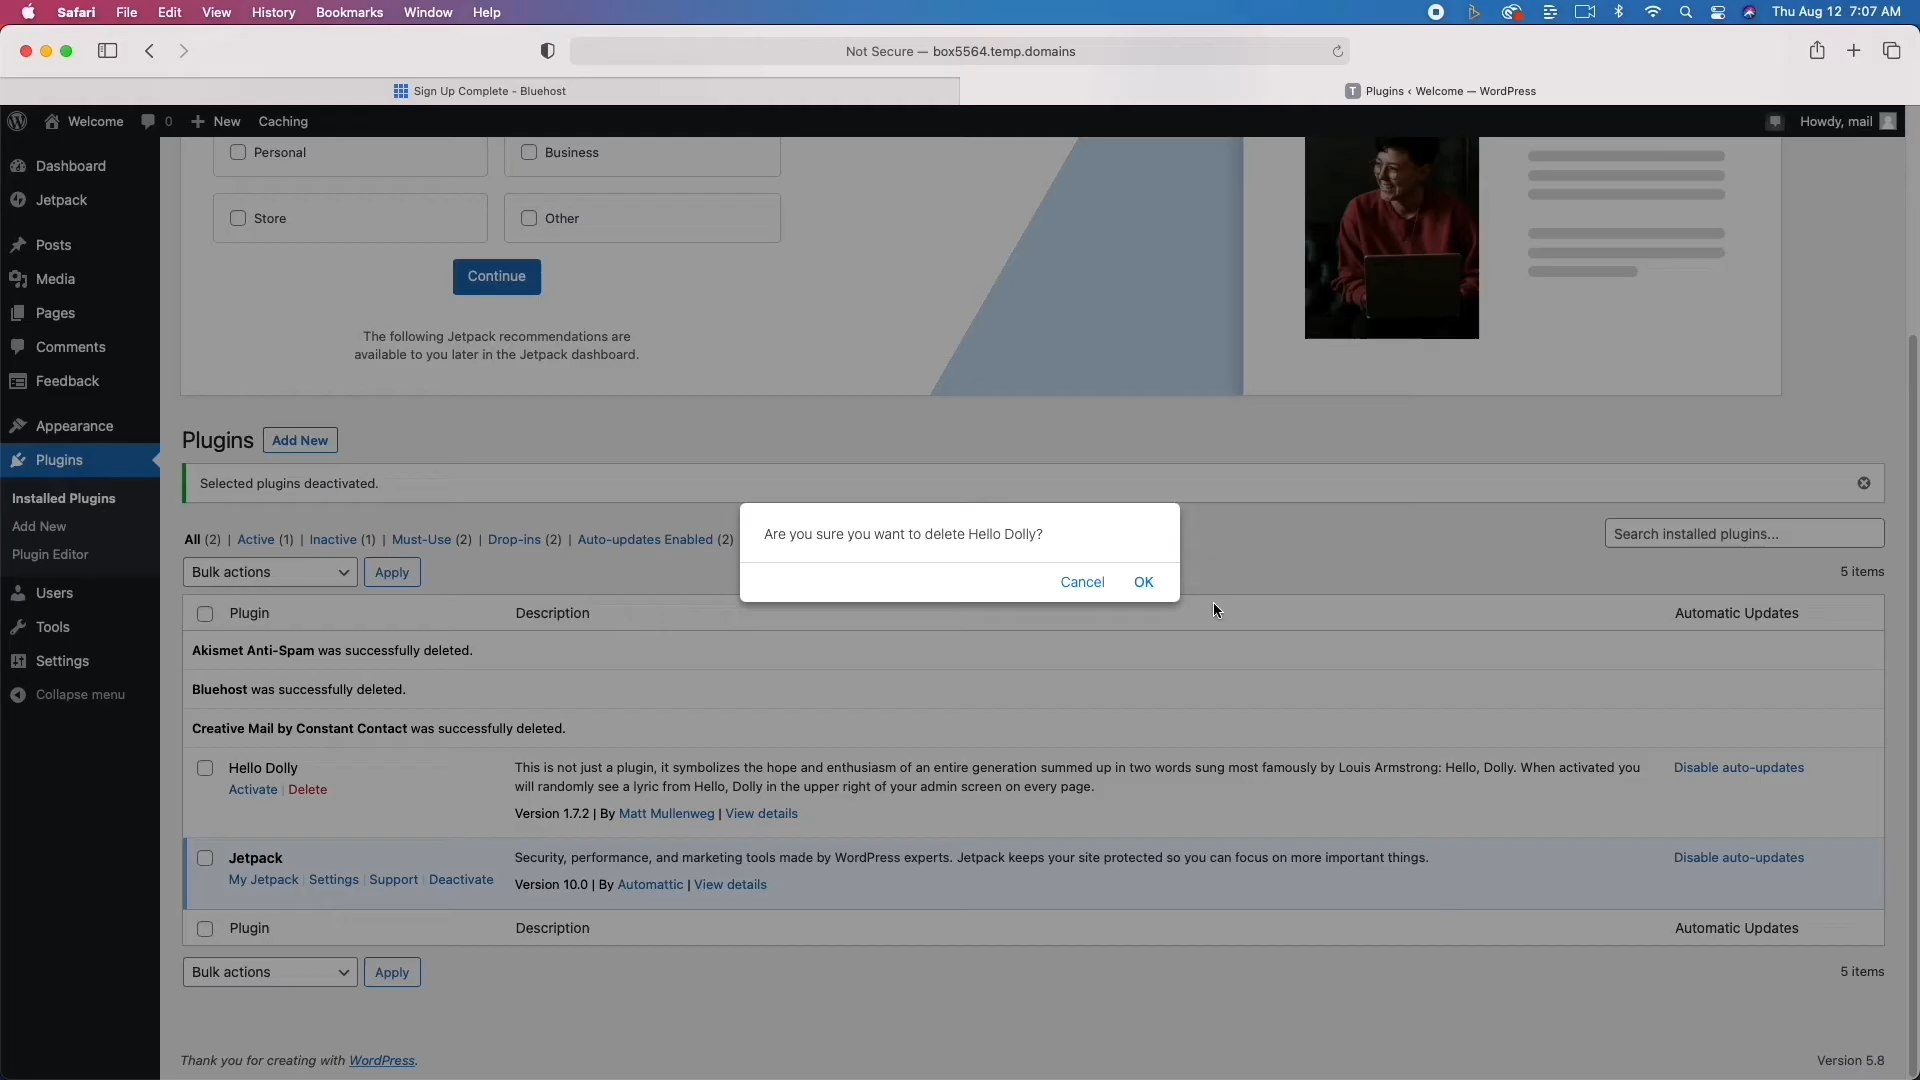 Safari File Edit View History Bookmarks Window Help Thu Aug 12 7:07 AM
Not Secure — box5564.temp.domains
Sign Up Complete - Bluehost T Plugins ‹ Welcome — WordPress
Welcome 0 New Caching Howdy, mail
Dashboard
Jetpack
Posts
Media
Pages
Comments
Feedback
Appearance
Plugins
Installed Plugins
Add New
Plugin Editor
Users
Tools
Settings
Collapse menu
Personal Business
Store Other
Continue
The following Jetpack recommendations are
available to you later in the Jetpack dashboard.
Plugins Add New
Selected plugins deactivated.
All (2) | Active (1) | Inactive (1) | Must-Use (2) | Drop-ins (2) | Auto-updates Enabled (2)
Search installed plugins...
Are you sure you want to delete Hello Dolly?
Cancel OK
Bulk actions Apply 5 items
Plugin Description Automatic Updates
Akismet Anti-Spam was successfully deleted.
Bluehost was successfully deleted.
Creative Mail by Constant Contact was successfully deleted.
Hello Dolly
Activate | Delete
This is not just a plugin, it symbolizes the hope and enthusiasm of an entire generation summed up in two words sung most famously by Louis Armstrong: Hello, Dolly. When activated you
will randomly see a lyric from Hello, Dolly in the upper right of your admin screen on every page.
Version 1.7.2 | By Matt Mullenweg | View details
Disable auto-updates
Jetpack
My Jetpack | Settings | Support | Deactivate
Security, performance, and marketing tools made by WordPress experts. Jetpack keeps your site protected so you can focus on more important things.
Version 10.0 | By Automattic | View details
Disable auto-updates
Plugin Description Automatic Updates
Bulk actions Apply 5 items
Thank you for creating with WordPress. Version 5.8